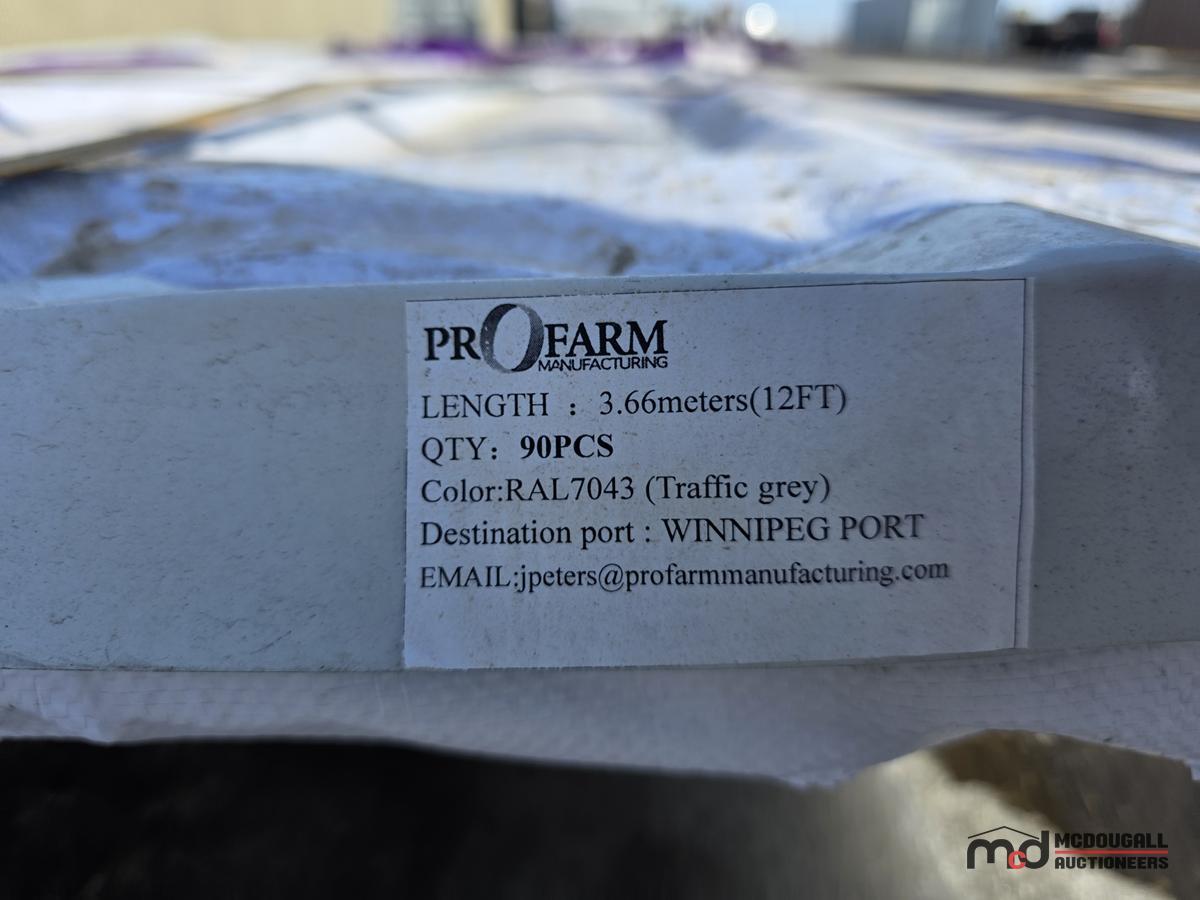 PROFARM
MANUFACTURING
LENGTH : 3.66meters(12FT)
QTY: 90PCS
Color:RAL7043 (Traffic grey)
Destination port : WINNIPEG PORT
EMAIL:jpeters@profarmmanufacturing.com
mcd MCDOUGALL
AUCTIONEERS